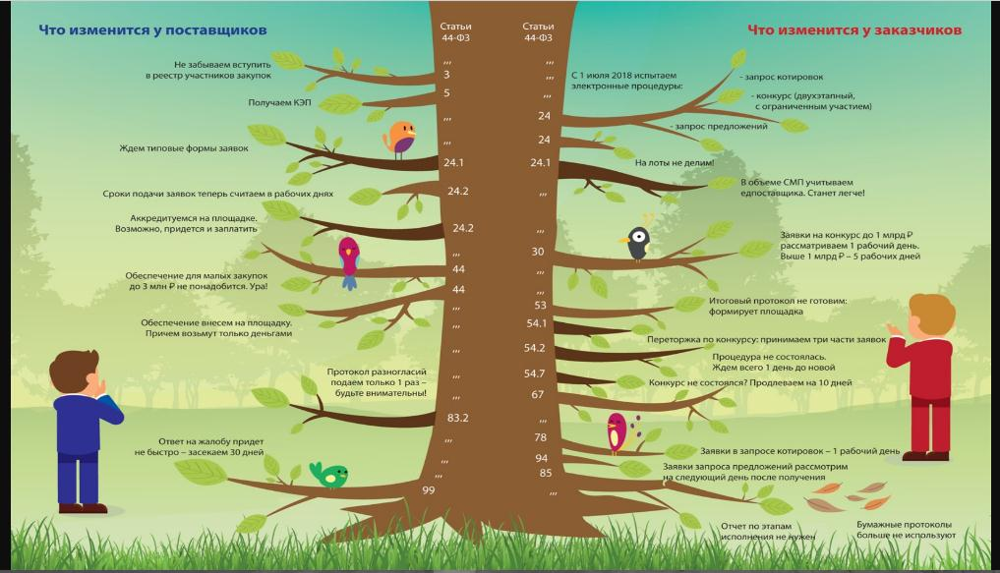 Что изменится у поставщиков
Статьи
44-ФЗ
Не забываем вступить
в реестр участников закупок
,,,
3
Получаем КЭП
5
,,,
,,,
Ждем типовые формы заявок
24.1
Сроки подачи заявок теперь считаем в рабочих днях
24.2
Аккредитуемся на площадке.
Возможно, придется и заплатить
24.2
,,,
Обеспечение для малых закупок
до 3 млн ₽ не понадобится. Ура!
44
44
,,,
Обеспечение внесем на площадку.
Причем возьмут только деньгами
,,,
,,,
Протокол разногласий
подаем только 1 раз –
будьте внимательны!
,,,
,,,
83.2
,,,
Ответ на жалобу придет
не быстро – засекаем 30 дней
,,,
,,,
99
Статьи
44-ФЗ
Что изменится у заказчиков
,,,
,,,
С 1 июля 2018 испытаем
электронные процедуры:
- запрос котировок
- конкурс (двухэтапный,
с ограниченным участием)
- запрос предложений
,,,
24
24
На лоты не делим!
24.1
В объеме СМП учитываем
едпоставщика. Станет легче!
,,,
,,,
30
Заявки на конкурс до 1 млрд ₽
рассматриваем 1 рабочий день.
Выше 1 млрд ₽ – 5 рабочих дней
,,,
,,,
53
Итоговый протокол не готовим:
формирует площадка
54.1
Переторжка по конкурсу: принимаем три части заявок
54.2
Процедура не состоялась.
Ждем всего 1 день до новой
54.7
Конкурс не состоялся? Продлеваем на 10 дней
67
,,,
78
Заявки в запросе котировок – 1 рабочий день
94
Заявки запроса предложений рассмотрим
на следующий день после получения
85
,,,
Отчет по этапам
исполнения не нужен
Бумажные протоколы
больше не используют